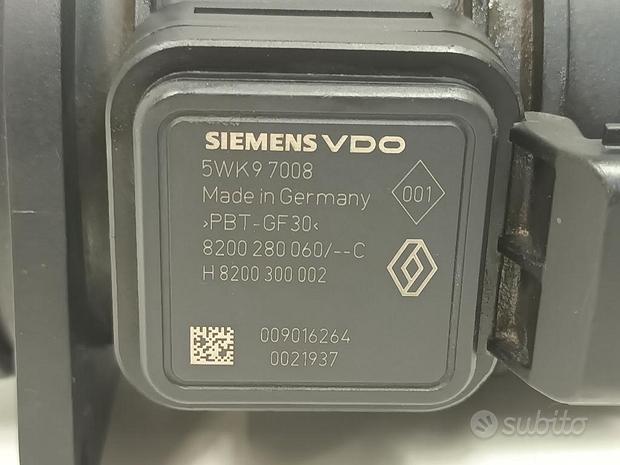 SIEMENS VDO
5WK9 7008
Made in Germany
001
>PBT-GF30<
8200 280 060/--C
H 8200 300 002
009016264
0021937
subito